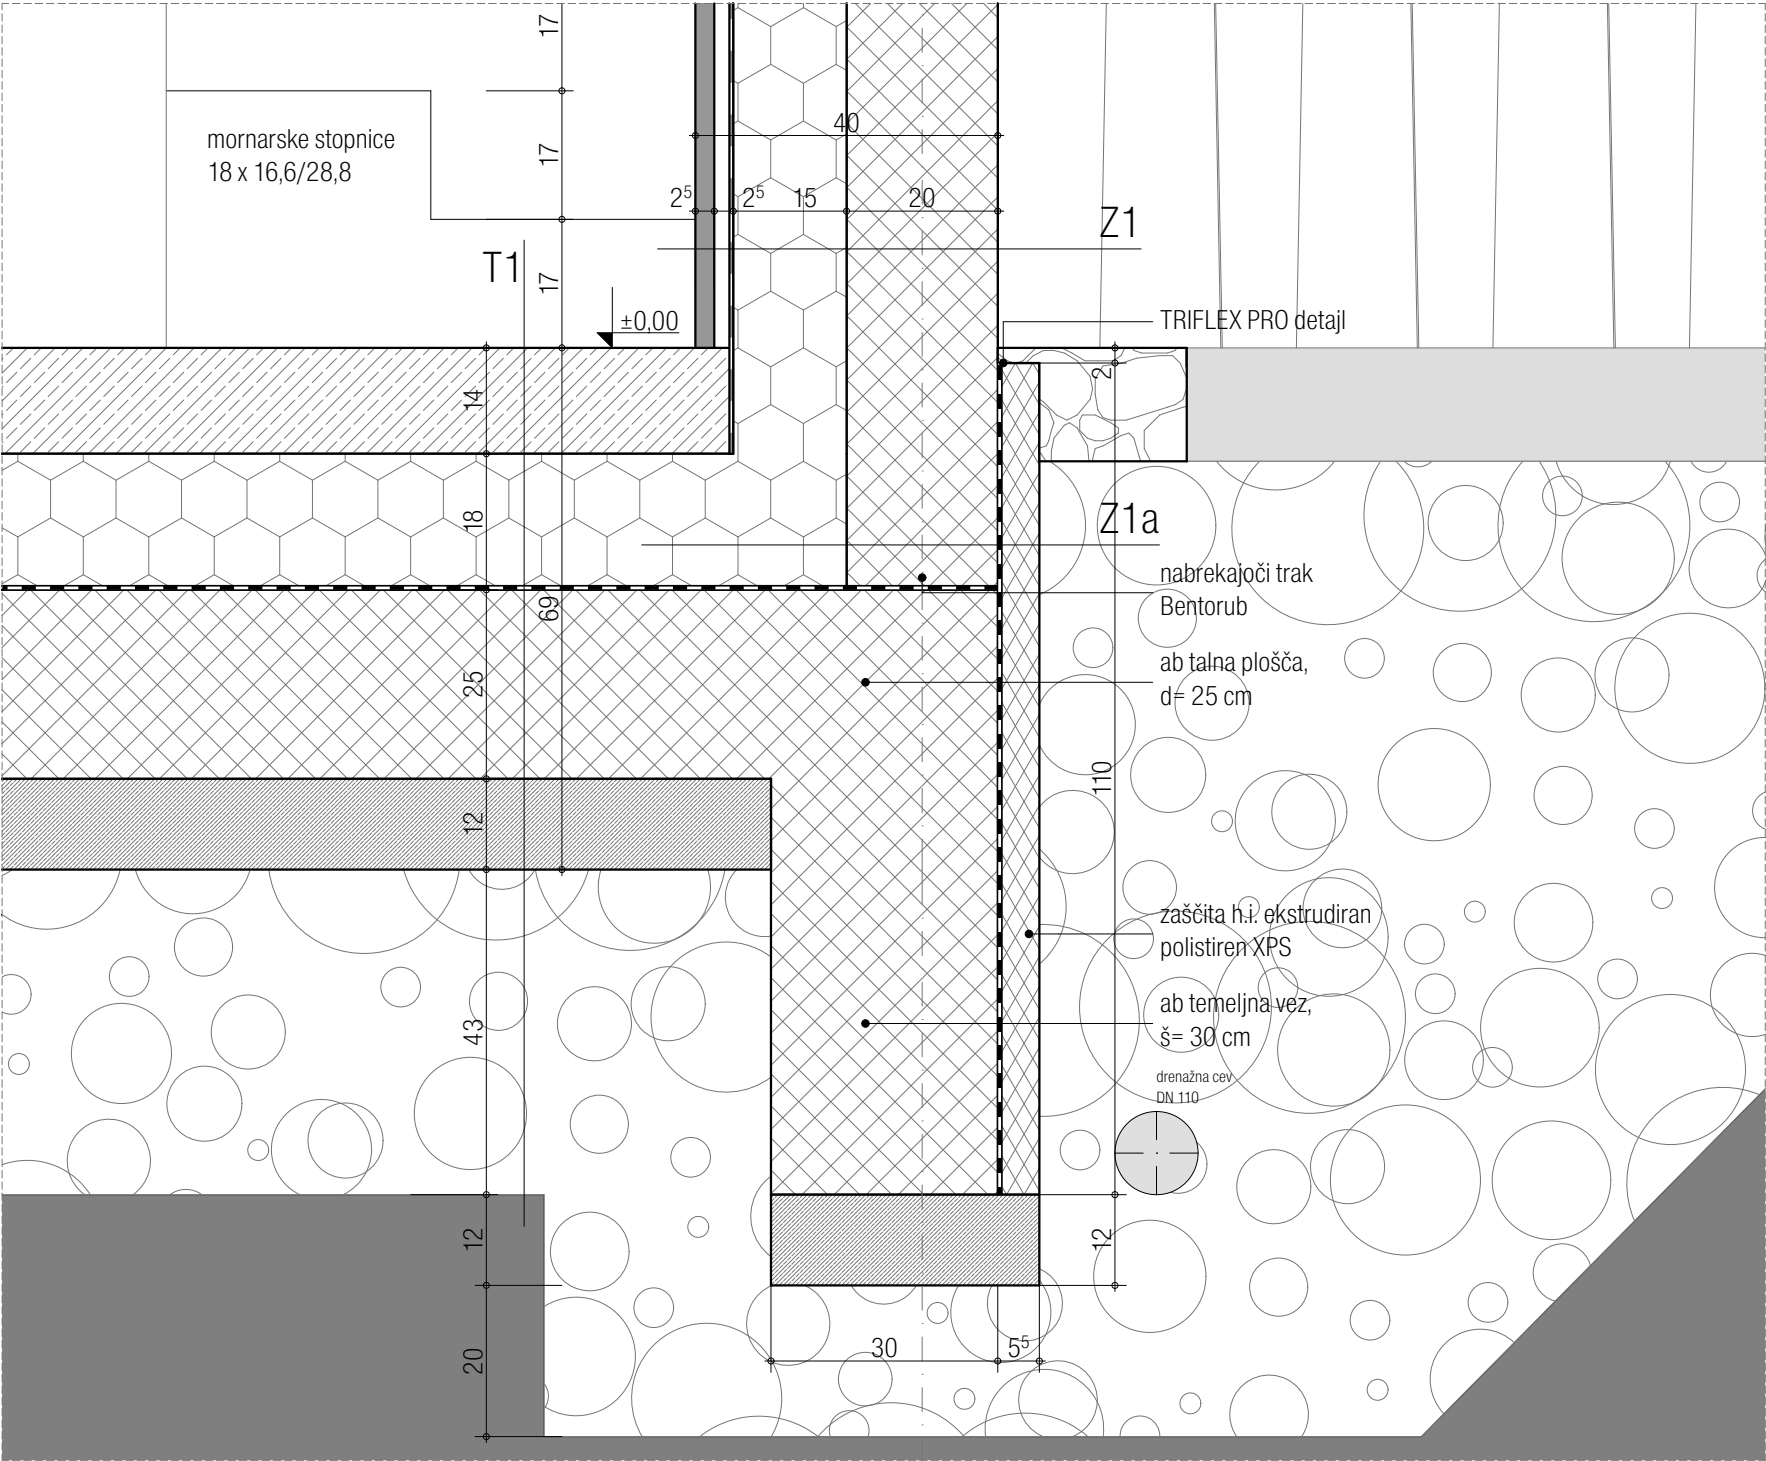 17
mornarske stopnice
18 x 16,6/28,8
17
40
2⁵
2⁵
15
20
Z1
T1
17
±0,00
TRIFLEX PRO detajl
2
14
18
Z1a
nabrekajoči trak
Bentorub
69
ab talna plošča,
d= 25 cm
25
110
12
zaščita h.i. ekstrudiran
polistiren XPS
ab temeljna vez,
š= 30 cm
43
drenažna cev
DN 110
12
12
30
5⁵
20